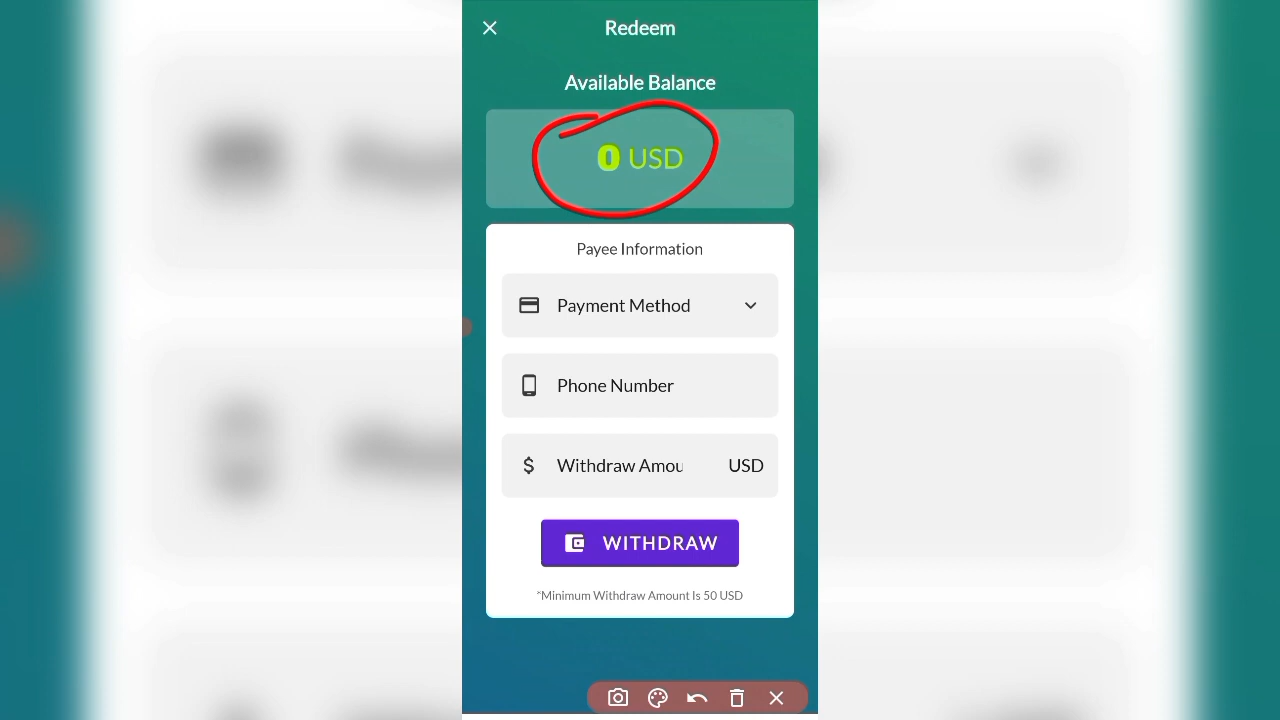 Redeem
Available Balance
0 USD
Payee Information
Payment Method
Phone Number
Withdraw Amou USD
WITHDRAW
*Minimum Withdraw Amount Is 50 USD